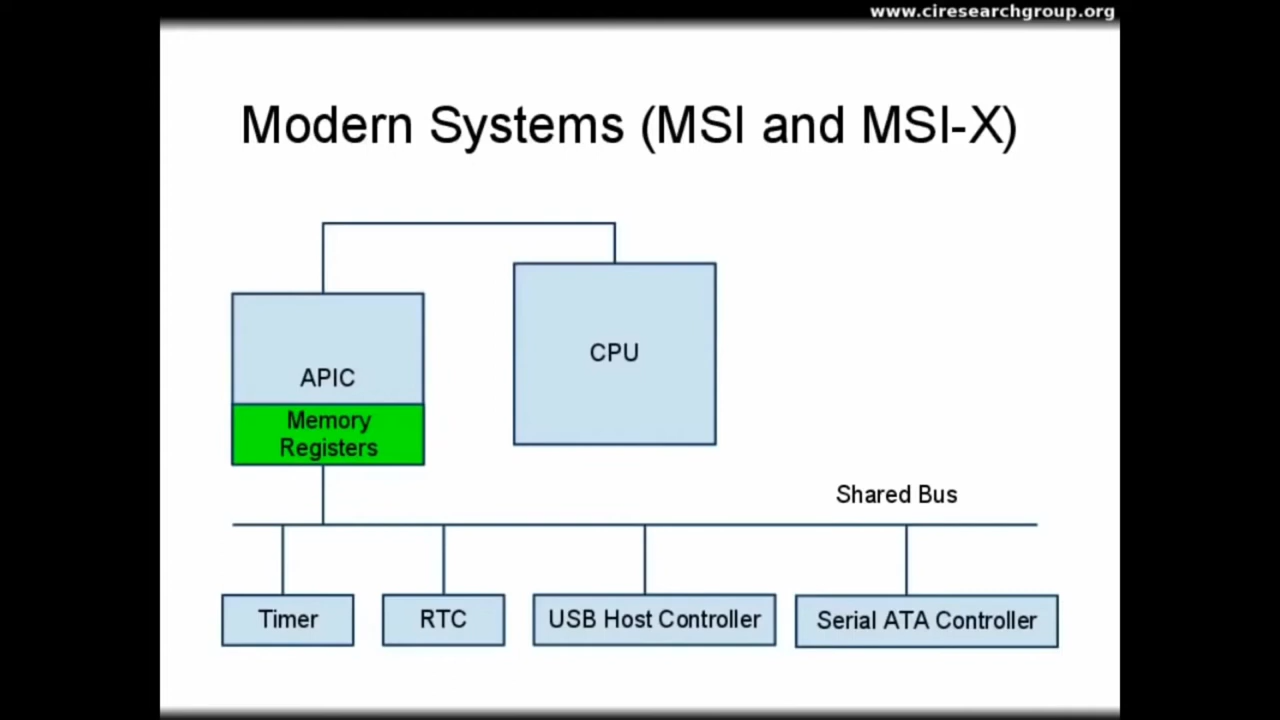 www.ciresearchgroup.org
Modern Systems (MSI and MSI-X)
CPU
APIC
Memory
Registers
Shared Bus
Timer
RTC
USB Host Controller
Serial ATA Controller